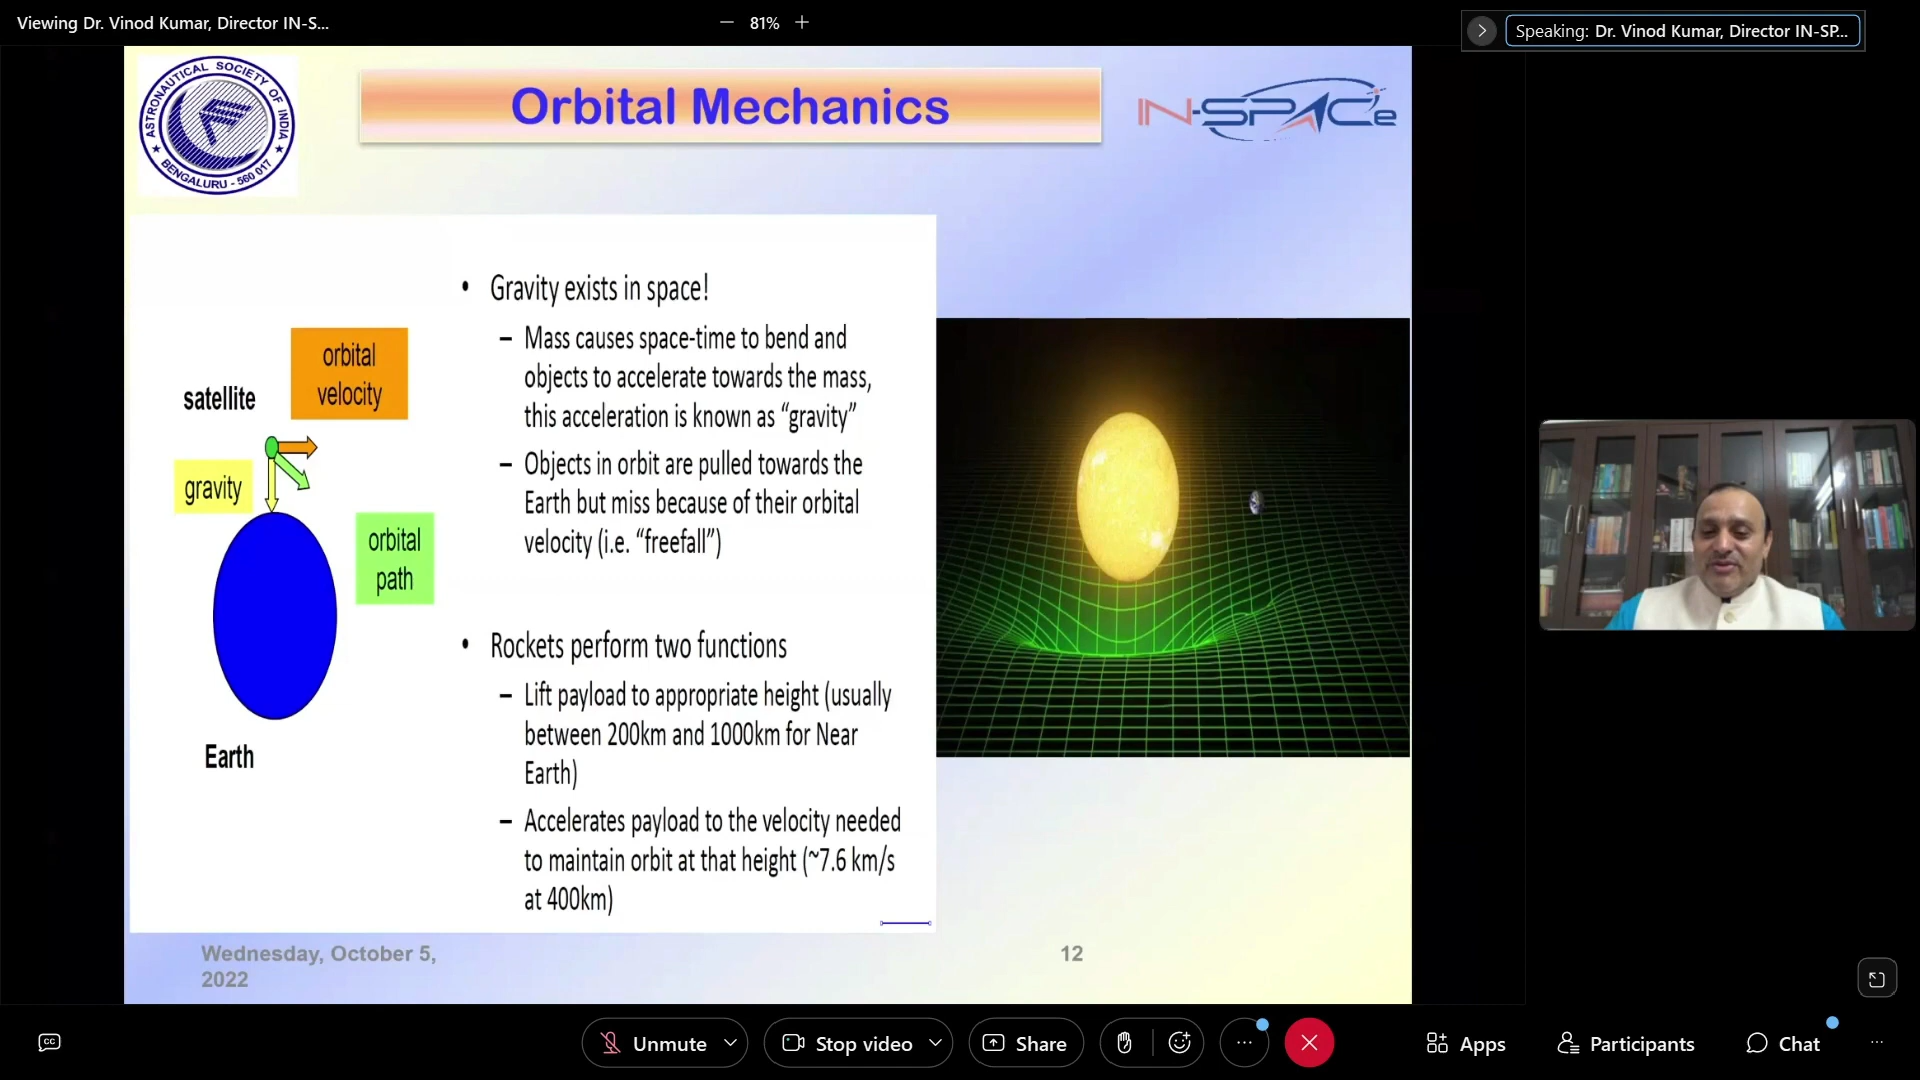 Viewing Dr. Vinod Kumar, Director IN-S...
81%
Speaking: Dr. Vinod Kumar, Director IN-SP...
ASTRONAUTICAL SOCIETY OF INDIA
BENGALURU - 560 017
Orbital Mechanics
IN-SPACe
• Gravity exists in space!
– Mass causes space-time to bend and
objects to accelerate towards the mass,
this acceleration is known as “gravity”
– Objects in orbit are pulled towards the
Earth but miss because of their orbital
velocity (i.e. “freefall”)
orbital
velocity
satellite
gravity
orbital
path
Earth
• Rockets perform two functions
– Lift payload to appropriate height (usually
between 200km and 1000km for Near
Earth)
– Accelerates payload to the velocity needed
to maintain orbit at that height (~7.6 km/s
at 400km)
Wednesday, October 5,
2022
12
CC
Unmute
Stop video
Share
Apps
Participants
Chat